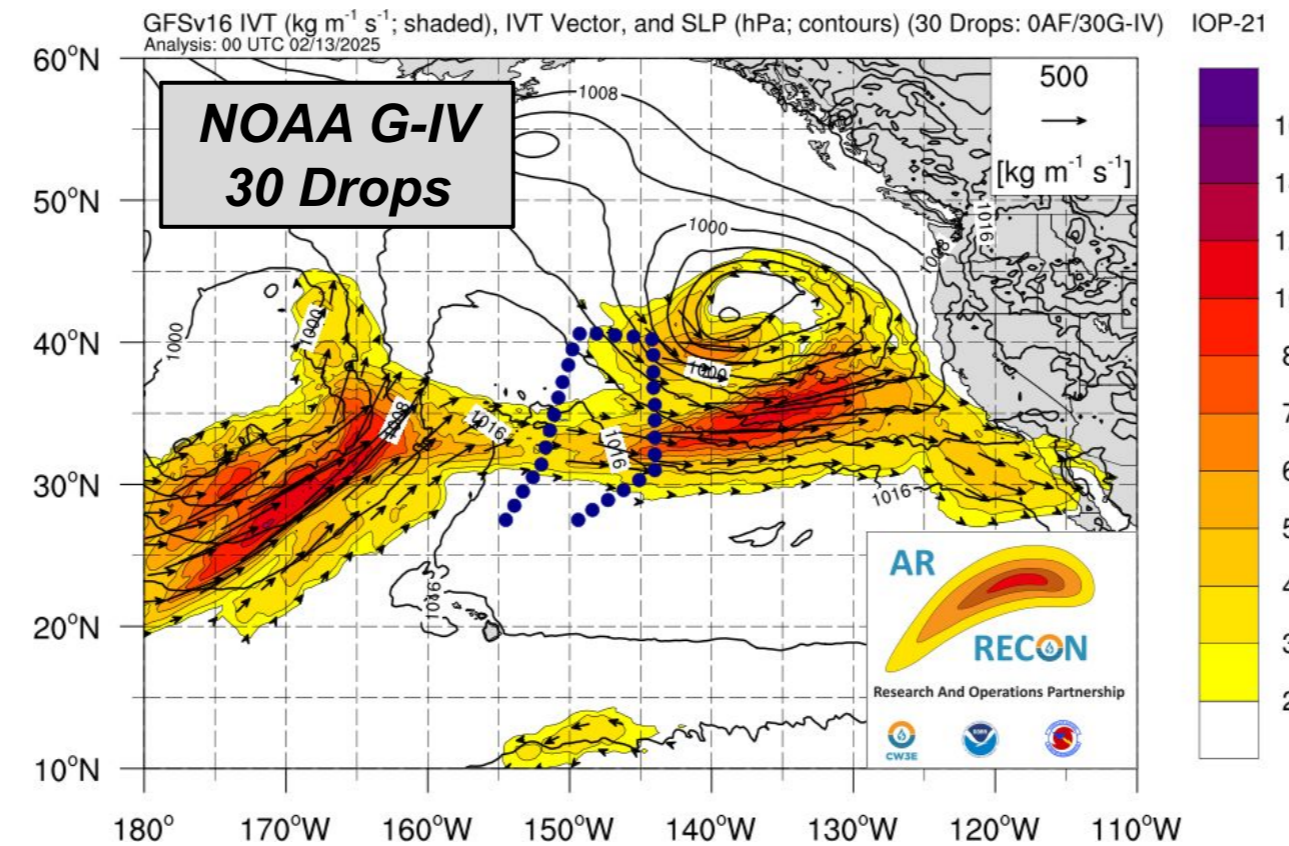 GFSv16 IVT (kg m⁻¹ s⁻¹; shaded), IVT Vector, and SLP (hPa; contours) (30 Drops: 0AF/30G-IV) IOP-21
Analysis: 00 UTC 02/13/2025
NOAA G-IV
30 Drops
500
[kg m⁻¹ s⁻¹]
60°N
50°N
40°N
30°N
20°N
10°N
1008
1000
1016
1008
1000
1000
1000
1008
1016
1016
1016
1016
AR
RECON
Research And Operations Partnership
CW3E
180°
170°W
160°W
150°W
140°W
130°W
120°W
110°W